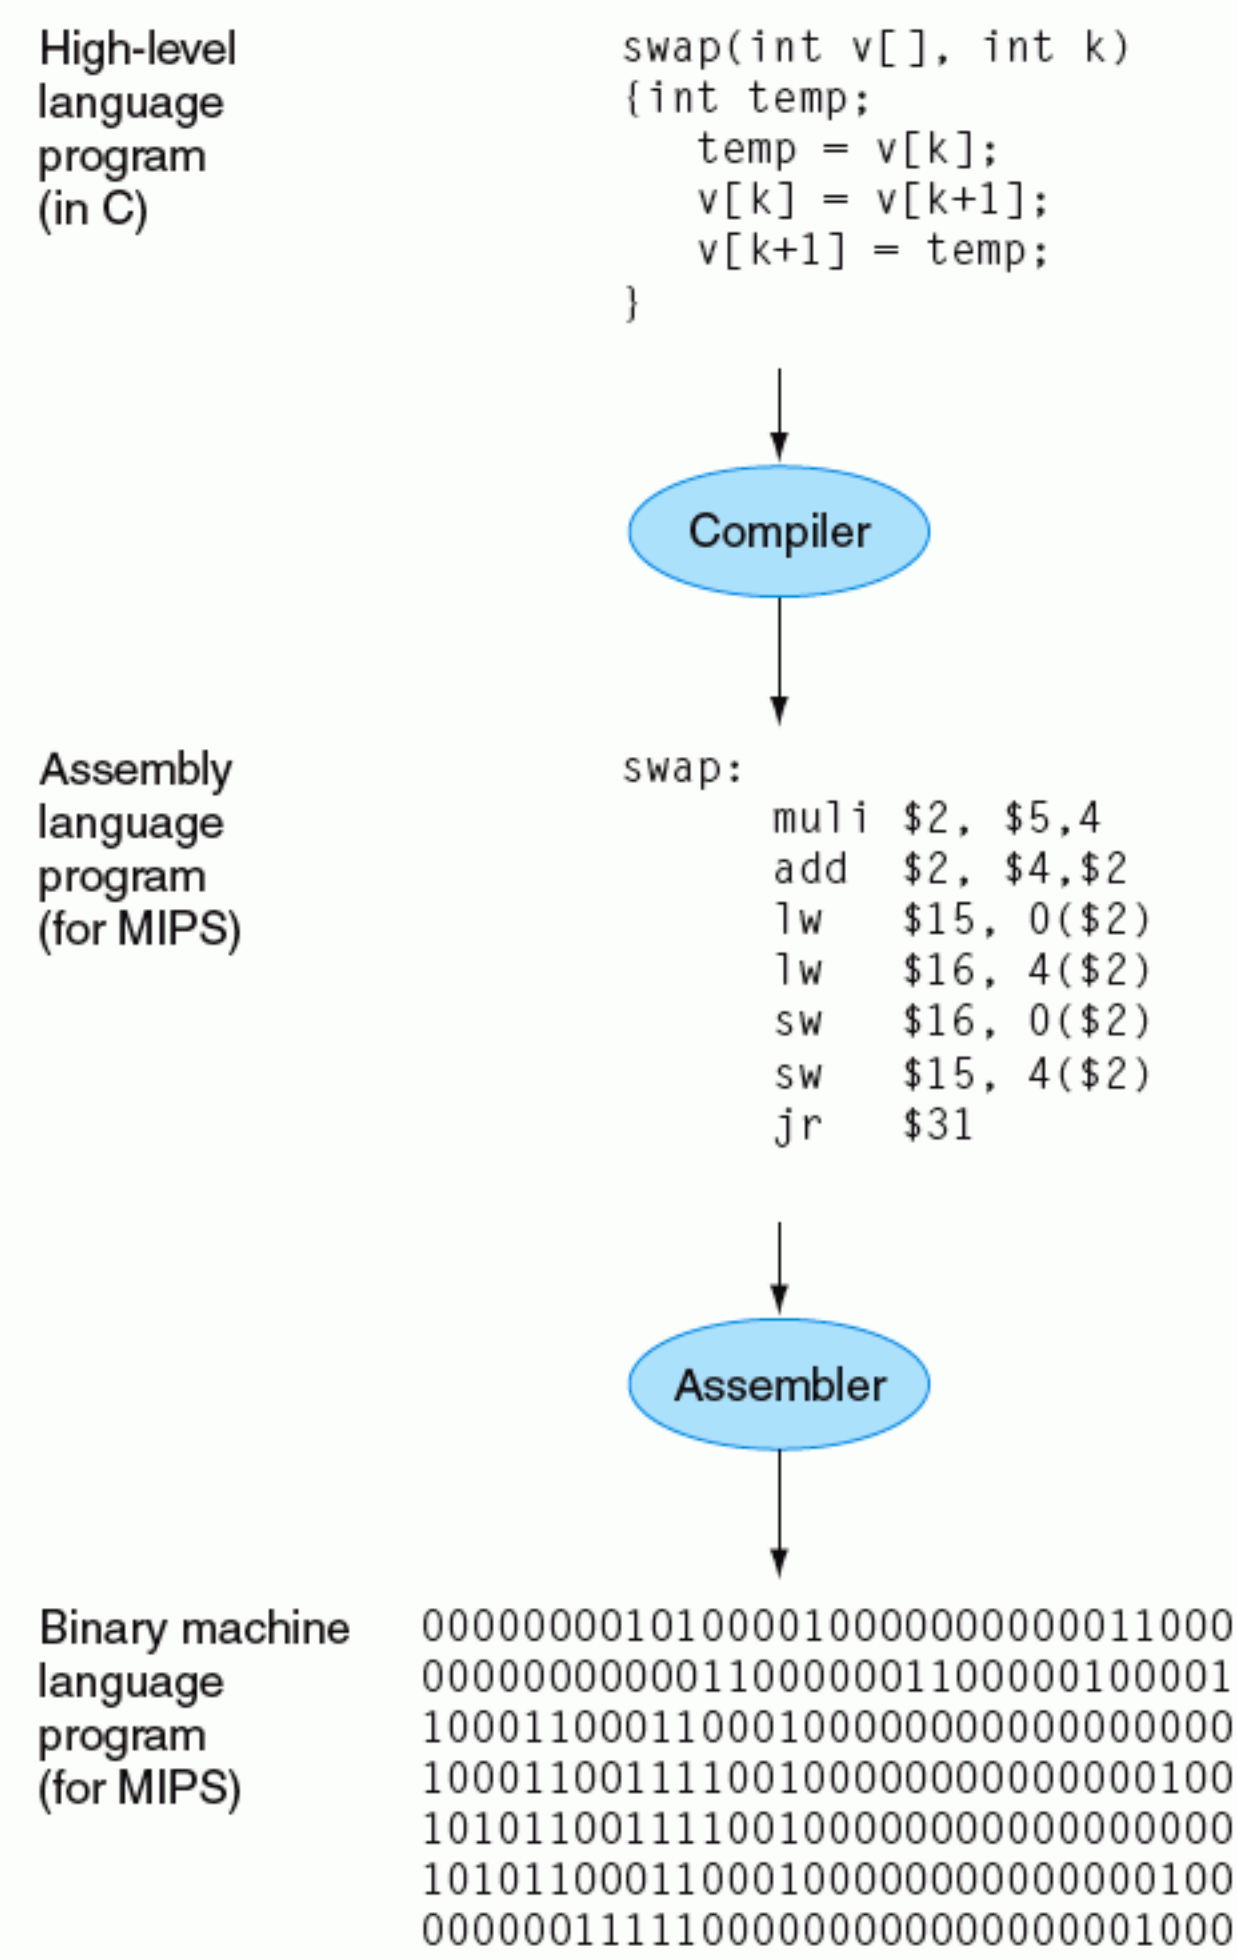 High-level
language
program
(in C)
swap(int v[], int k)
{int temp;
temp = v[k];
v[k] = v[k+1];
v[k+1] = temp;
}
Compiler
Assembly
language
program
(for MIPS)
swap:
muli $2, $5,4
add $2, $4,$2
lw $15, 0($2)
lw $16, 4($2)
sw $16, 0($2)
sw $15, 4($2)
jr $31
Assembler
Binary machine
language
program
(for MIPS)
00000000101000010000000000011000
00000000000110000001100000100001
10001100011000100000000000000000
10001100111100100000000000000100
10101100111100100000000000000000
10101100011000100000000000000100
00000011111000000000000000001000